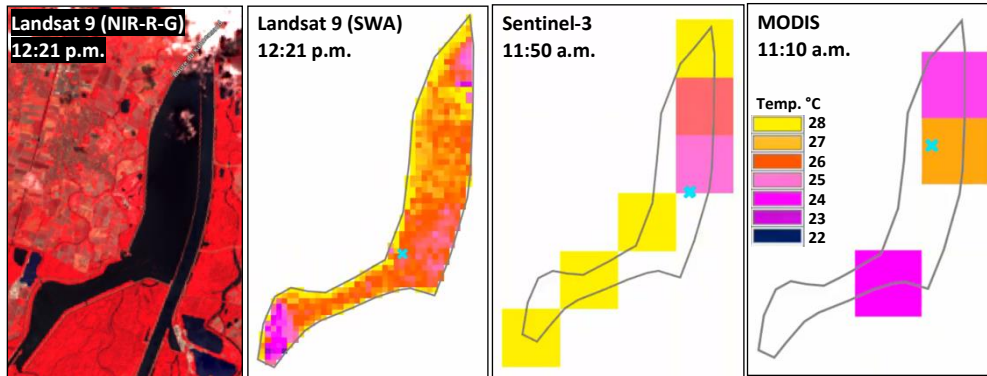 Landsat 9 (NIR-R-G)
12:21 p.m.
Landsat 9 (SWA)
12:21 p.m.
Sentinel-3
11:50 a.m.
MODIS
11:10 a.m.
Temp. °C
28
27
26
25
24
23
22